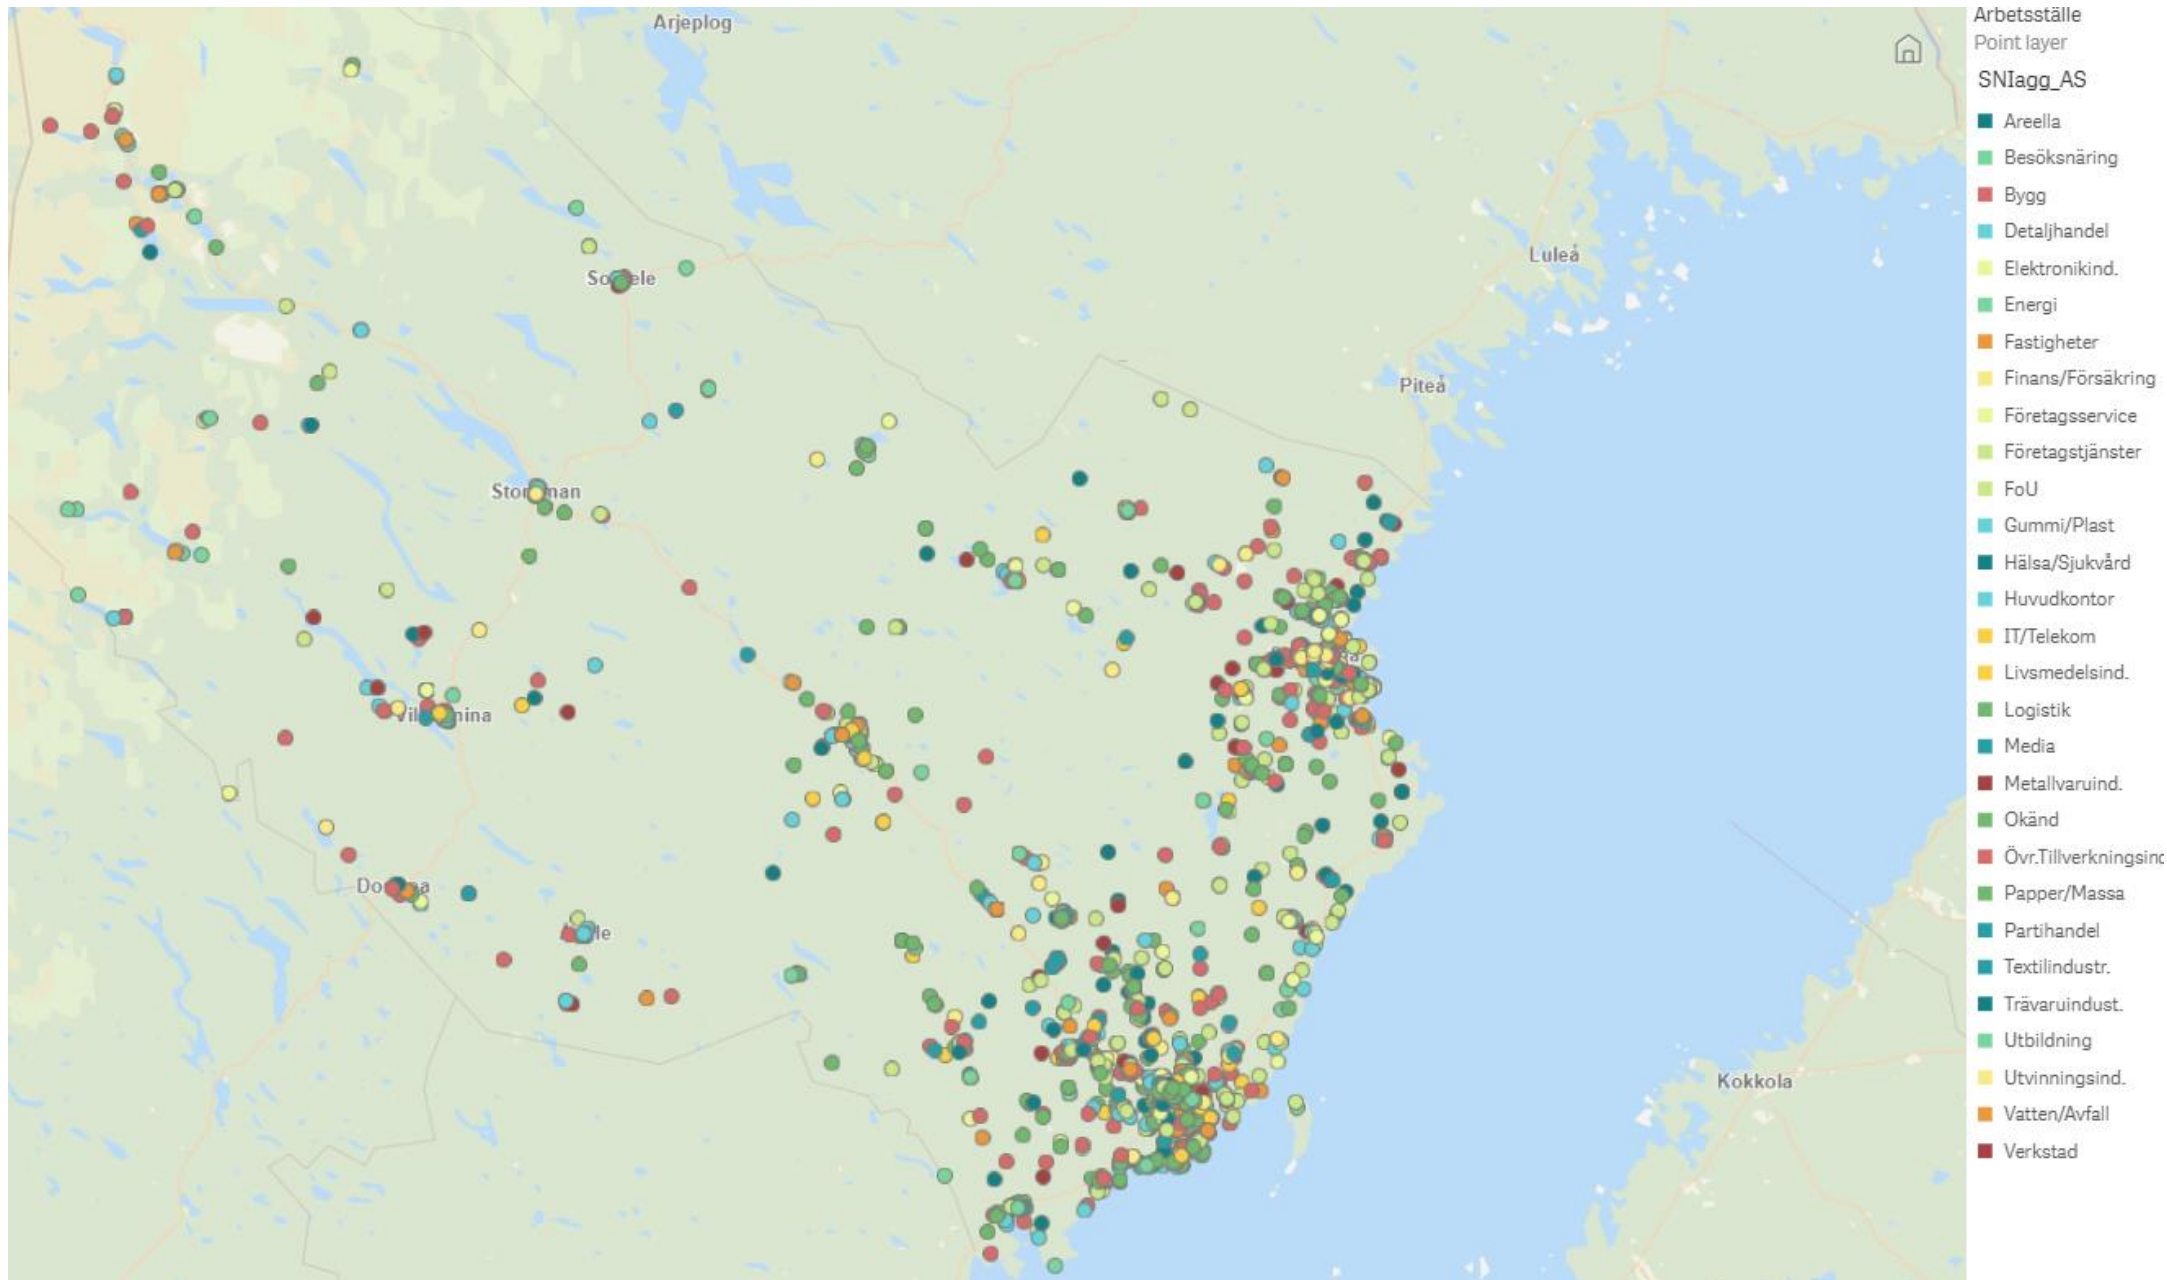 Arjeplog
Luleå
Piteå
Kokkola
Arbetsställe
Point layer
SNIagg_AS
Areella
Besöksnäring
Bygg
Detaljhandel
Elektronikind.
Energi
Fastigheter
Finans/Försäkring
Företagsservice
Företagstjänster
FoU
Gummi/Plast
Hälsa/Sjukvård
Huvudkontor
IT/Telekom
Livsmedelsind.
Logistik
Media
Metallvaruind.
Okänd
Övr.Tillverkningsind
Papper/Massa
Partihandel
Textilindustr.
Trävaruindust.
Utbildning
Utvinningsind.
Vatten/Avfall
Verkstad